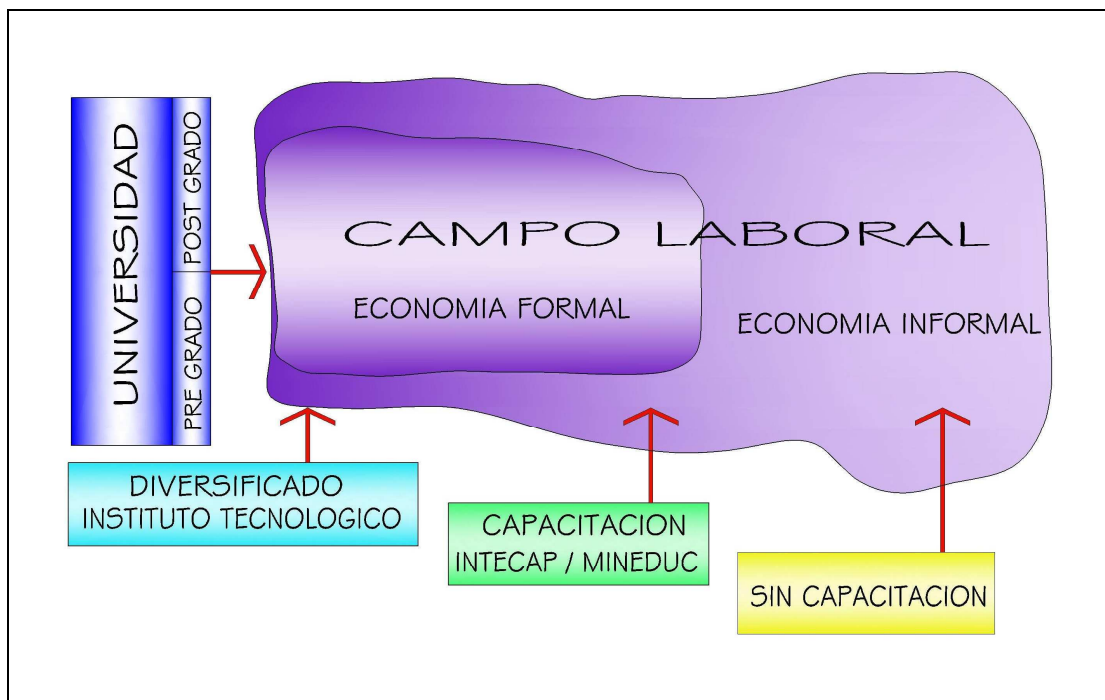 UNIVERSIDAD
POST GRADO
PRE GRADO
CAMPO LABORAL
ECONOMIA FORMAL
ECONOMIA INFORMAL
DIVERSIFICADO
INSTITUTO TECNOLOGICO
CAPACITACION
INTECAP / MINEDUC
SIN CAPACITACION